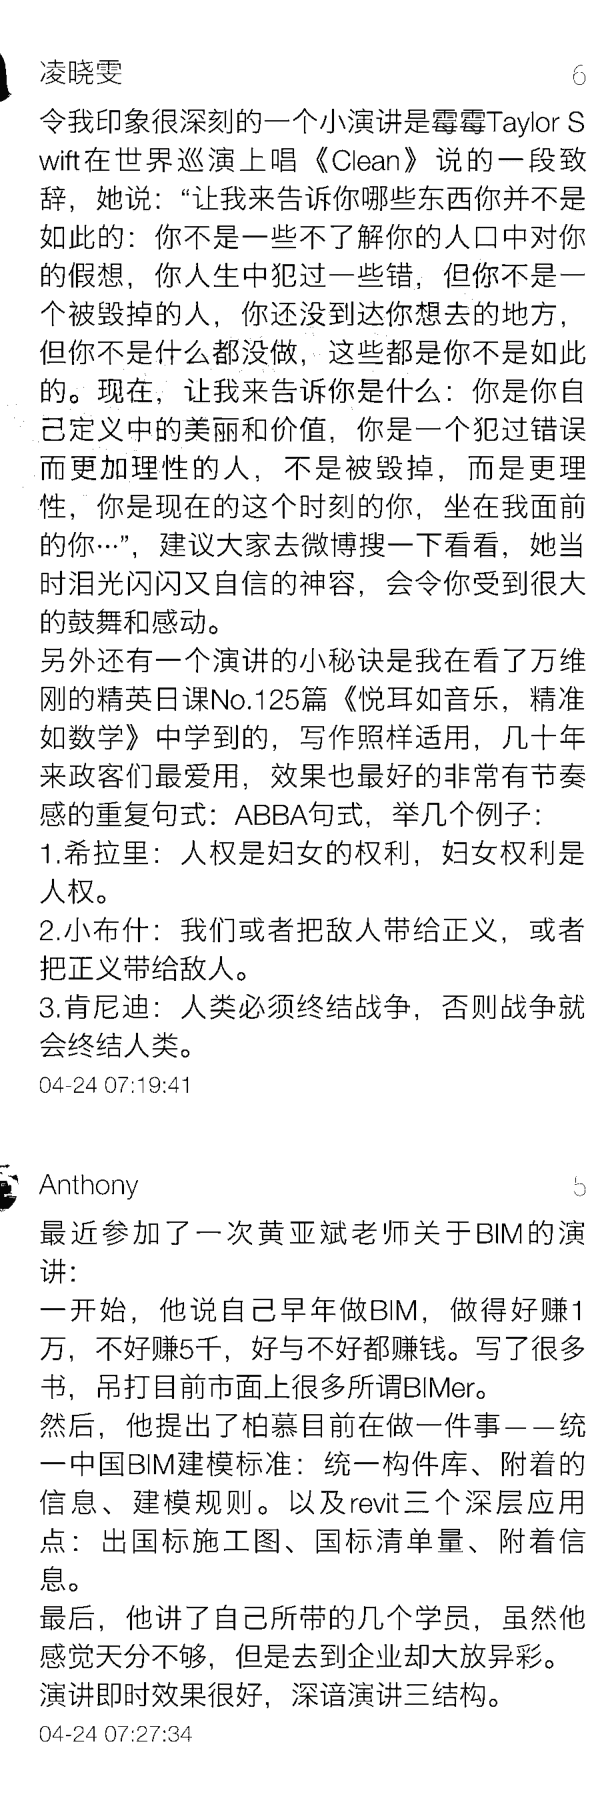 凌晓雯 6
令我印象很深刻的一个小演讲是霉霉Taylor S
wift在世界巡演上唱《Clean》说的一段致
辞，她说：“让我来告诉你哪些东西你并不是
如此的：你不是一些不了解你的人口中对你
的假想，你人生中犯过一些错，但你不是一
个被毁掉的人，你还没到达你想去的地方，
但你不是什么都没做，这些都是你不是如此
的。现在，让我来告诉你是什么：你是你自
己定义中的美丽和价值，你是一个犯过错误
而更加理性的人，不是被毁掉，而是更理
性，你是现在的这个时刻的你，坐在我面前
的你…”，建议大家去微博搜一下看看，她当
时泪光闪闪又自信的神容，会令你受到很大
的鼓舞和感动。
另外还有一个演讲的小秘诀是我在看了万维
刚的精英日课No.125篇《悦耳如音乐，精准
如数学》中学到的，写作照样适用，几十年
来政客们最爱用，效果也最好的非常有节奏
感的重复句式：ABBA句式，举几个例子：
1.希拉里：人权是妇女的权利，妇女权利是
人权。
2.小布什：我们或者把敌人带给正义，或者
把正义带给敌人。
3.肯尼迪：人类必须终结战争，否则战争就
会终结人类。
04-24 07:19:41
Anthony 5
最近参加了一次黄亚斌老师关于BIM的演
讲：
一开始，他说自己早年做BIM，做得好赚1
万，不好赚5千，好与不好都赚钱。写了很多
书，吊打目前市面上很多所谓BIMer。
然后，他提出了柏慕目前在做一件事——统
一中国BIM建模标准：统一构件库、附着的
信息、建模规则。以及revit三个深层应用
点：出国标施工图、国标清单量、附着信
息。
最后，他讲了自己所带的几个学员，虽然他
感觉天分不够，但是去到企业却大放异彩。
演讲即时效果很好，深谙演讲三结构。
04-24 07:27:34